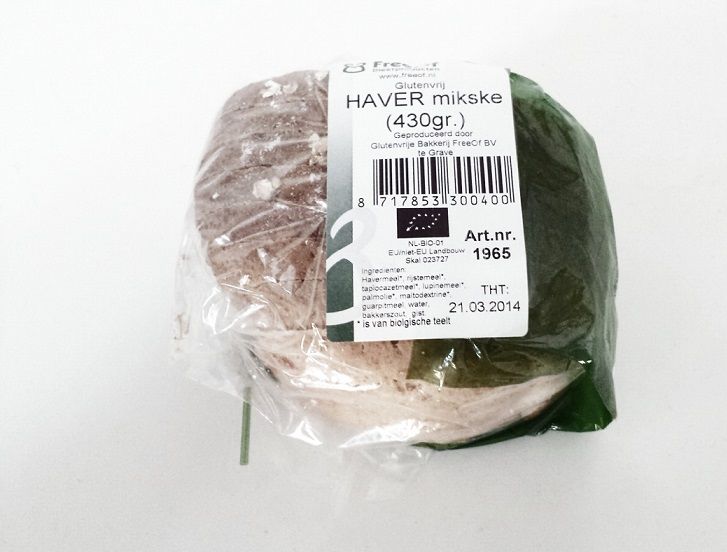 FreeOf
dieetproducten
www.freeof.nl
Glutenvrij
HAVER mikske
(430gr.)
Geproduceerd door
Glutenvrije Bakkerij FreeOf BV
te Grave
8 717853 300400
NL-BIO-01
EU/niet-EU Landbouw
Skal 023727
Art.nr.
1965
Ingredienten:
Havermeel*, rijstemeel*,
tapiocazetmeel*, lupinemeel*,
palmolie*, maltodextrine*,
guarpitmeel, water,
bakkerszout, gist.
THT:
21.03.2014
* is van biolgische teelt